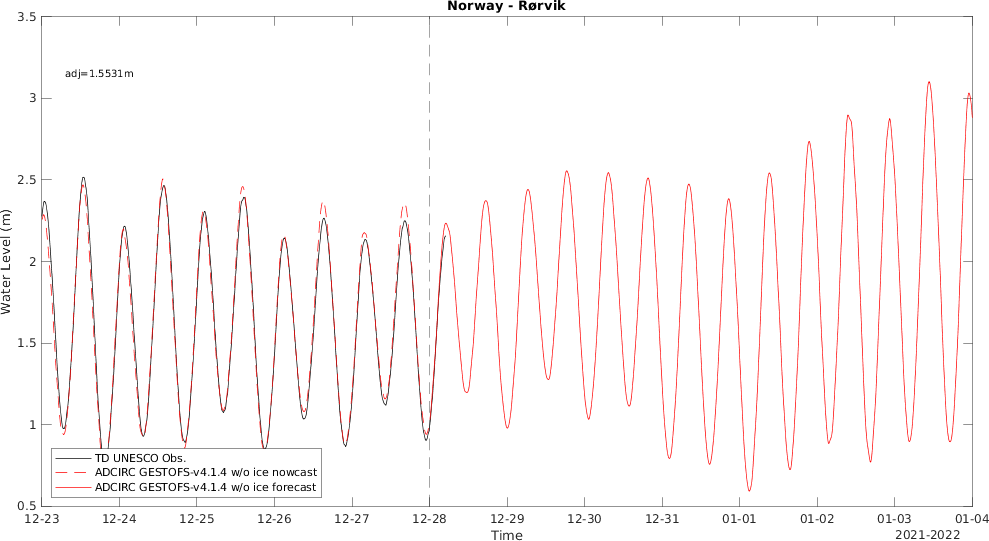 Norway - Rørvik
3.5
adj=1.5531m
3
2.5
2
1.5
1
0.5
Water Level (m)
TD UNESCO Obs.
ADCIRC GESTOFS-v4.1.4 w/o ice nowcast
ADCIRC GESTOFS-v4.1.4 w/o ice forecast
12-23 12-24 12-25 12-26 12-27 12-28 12-29 12-30 12-31 01-01 01-02 01-03 01-04
Time
2021-2022